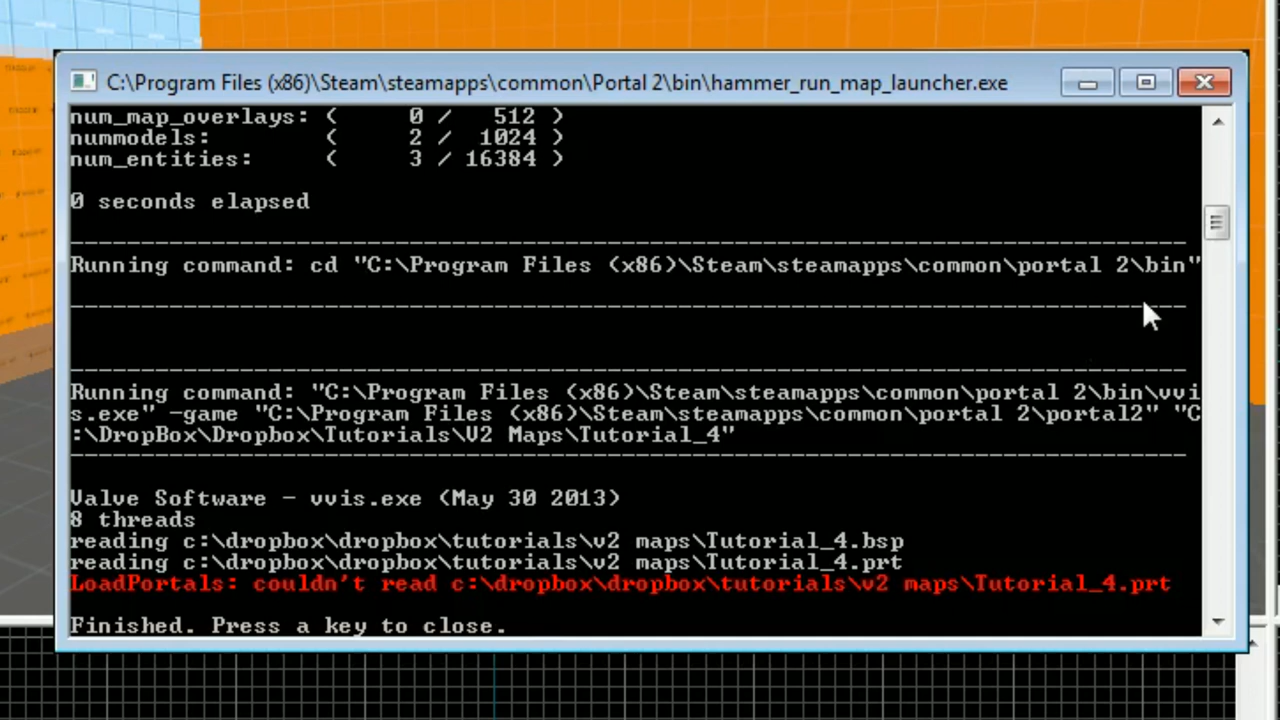 C:\Program Files (x86)\Steam\steamapps\common\Portal 2\bin\hammer_run_map_launcher.exe
num_map_overlays: (     0 /   512 )
nummodels:        (     2 /  1024 )
num_entities:     (     3 / 16384 )
0 seconds elapsed
Running command: cd "C:\Program Files (x86)\Steam\steamapps\common\portal 2\bin"
Running command: "C:\Program Files (x86)\Steam\steamapps\common\portal 2\bin\vvi
s.exe" -game "C:\Program Files (x86)\Steam\steamapps\common\portal 2\portal2" "C
:\DropBox\Dropbox\Tutorials\V2 Maps\Tutorial_4"
Valve Software - vvis.exe (May 30 2013)
8 threads
reading c:\dropbox\dropbox\tutorials\v2 maps\Tutorial_4.bsp
reading c:\dropbox\dropbox\tutorials\v2 maps\Tutorial_4.prt
LoadPortals: couldn't read c:\dropbox\dropbox\tutorials\v2 maps\Tutorial_4.prt
Finished. Press a key to close.